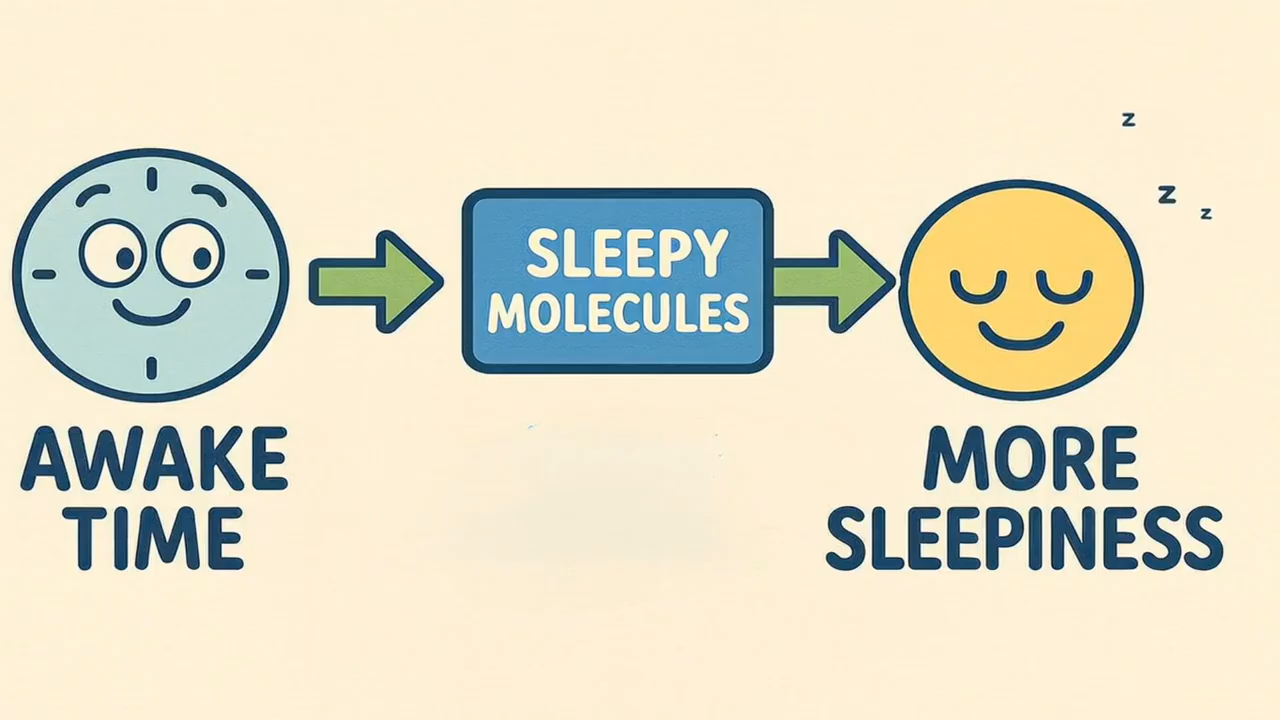 z
z
z
SLEEPY
MOLECULES
AWAKE
TIME
MORE
SLEEPINESS